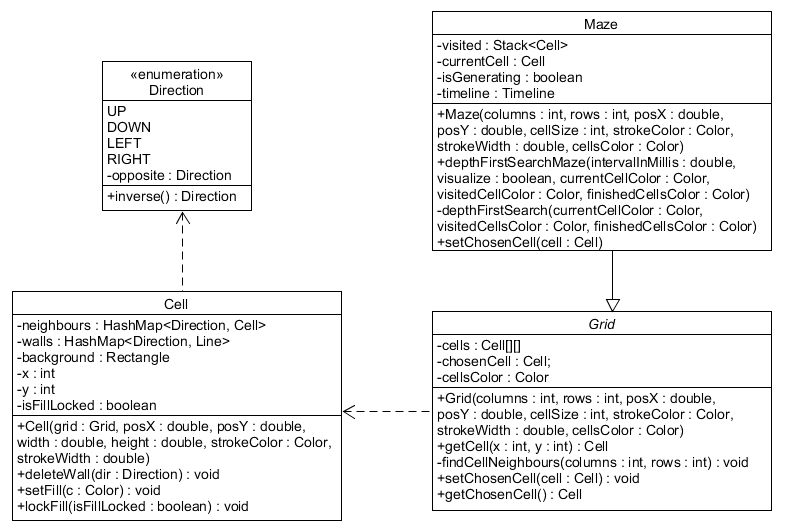 «enumeration»
Direction
UP
DOWN
LEFT
RIGHT
-opposite : Direction
+inverse() : Direction
Maze
-visited : Stack<Cell>
-currentCell : Cell
-isGenerating : boolean
-timeline : Timeline
+Maze(columns : int, rows : int, posX : double,
posY : double, cellSize : int, strokeColor : Color,
strokeWidth : double, cellsColor : Color)
+depthFirstSearchMaze(intervalInMillis : double,
visualize : boolean, currentCellColor : Color,
visitedCellColor : Color, finishedCellsColor : Color)
-depthFirstSearch(currentCellColor : Color,
visitedCellsColor : Color, finishedCellsColor : Color)
+setChosenCell(cell : Cell)
Cell
-neighbours : HashMap<Direction, Cell>
-walls : HashMap<Direction, Line>
-background : Rectangle
-x : int
-y : int
-isFillLocked : boolean
+Cell(grid : Grid, posX : double, posY : double,
width : double, height : double, strokeColor : Color,
strokeWidth : double)
+deleteWall(dir : Direction) : void
+setFill(c : Color) : void
+lockFill(isFillLocked : boolean) : void
Grid
-cells : Cell[][]
-chosenCell : Cell;
-cellsColor : Color
+Grid(columns : int, rows : int, posX : double,
posY : double, cellSize : int, strokeColor : Color,
strokeWidth : double, cellsColor : Color)
+getCell(x : int, y : int) : Cell
-findCellNeighbours(columns : int, rows : int) : void
+setChosenCell(cell : Cell) : void
+getChosenCell() : Cell